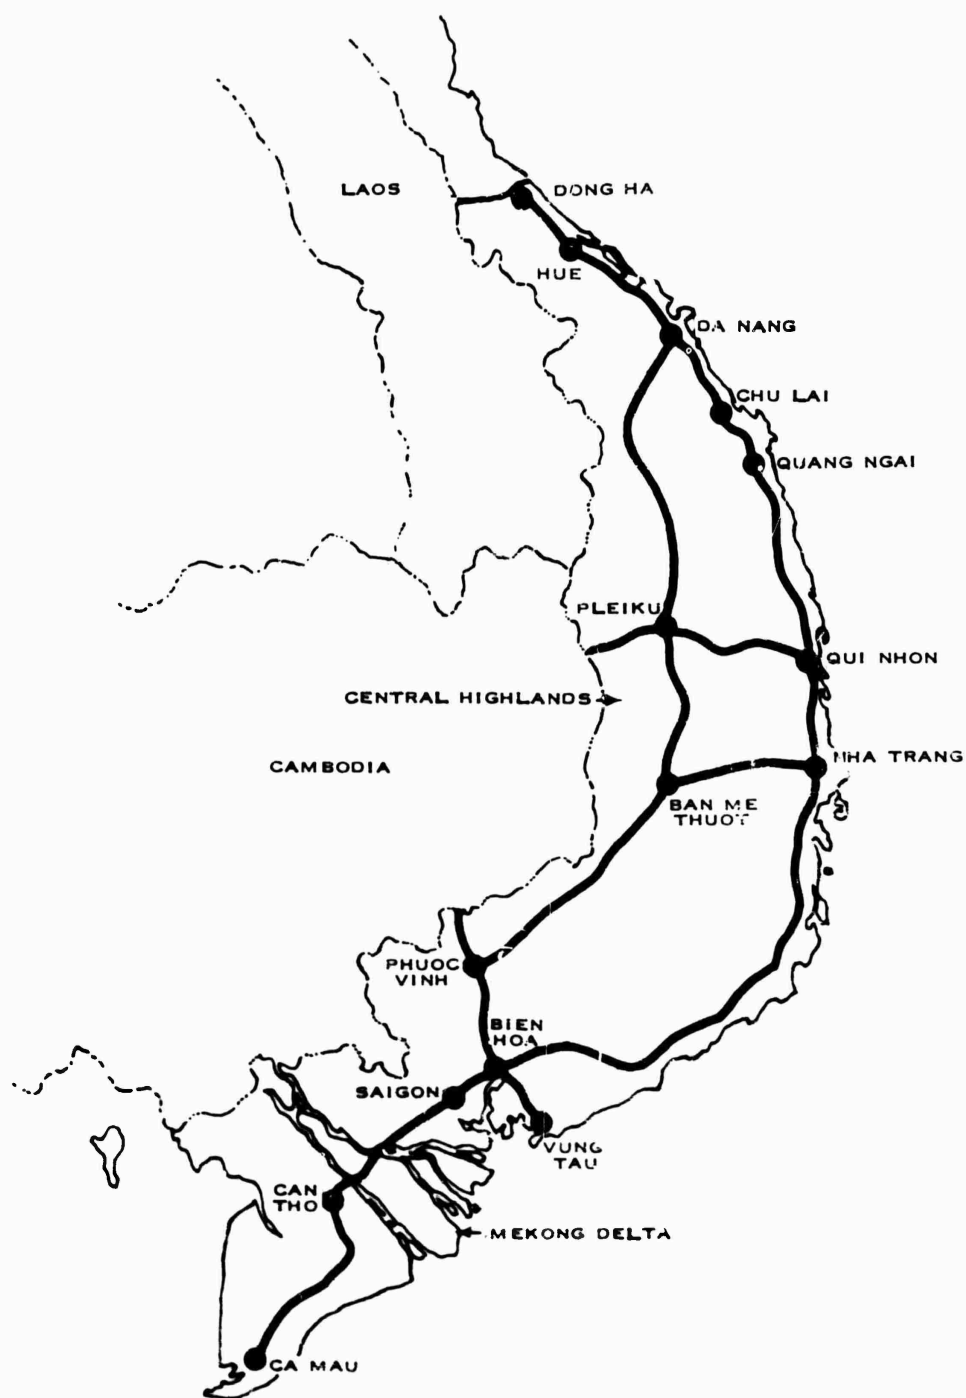 LAOS
DONG HA
HUE
DA NANG
CHU LAI
QUANG NGAI
PLEIKU
QUI NHON
CENTRAL HIGHLANDS
CAMBODIA
NHA TRANG
BAN ME
THUOT
PHUOC
VINH
BIEN
HOA
SAIGON
VUNG
TAU
CAN
THO
MEKONG DELTA
CA MAU